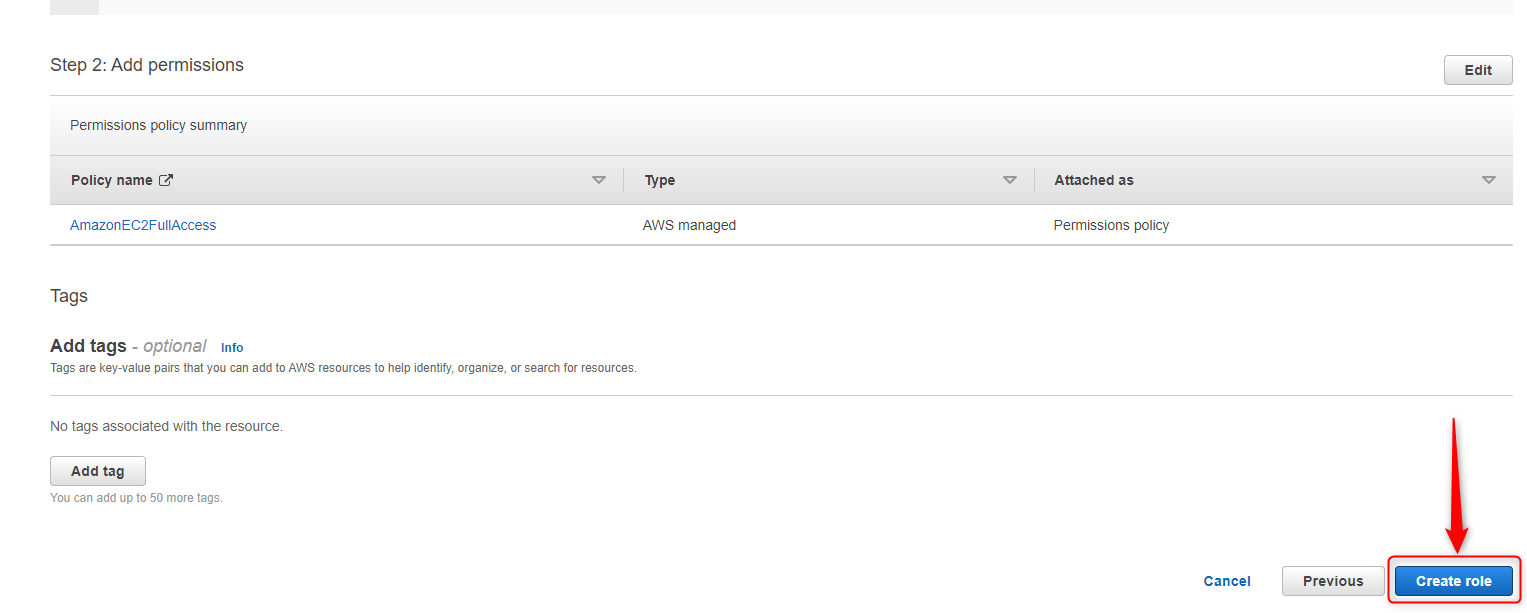 Step 2: Add permissions
Edit
Permissions policy summary
Policy name Type Attached as
AmazonEC2FullAccess AWS managed Permissions policy
Tags
Add tags - optional Info
Tags are key-value pairs that you can add to AWS resources to help identify, organize, or search for resources.
No tags associated with the resource.
Add tag
You can add up to 50 more tags.
Cancel Previous Create role